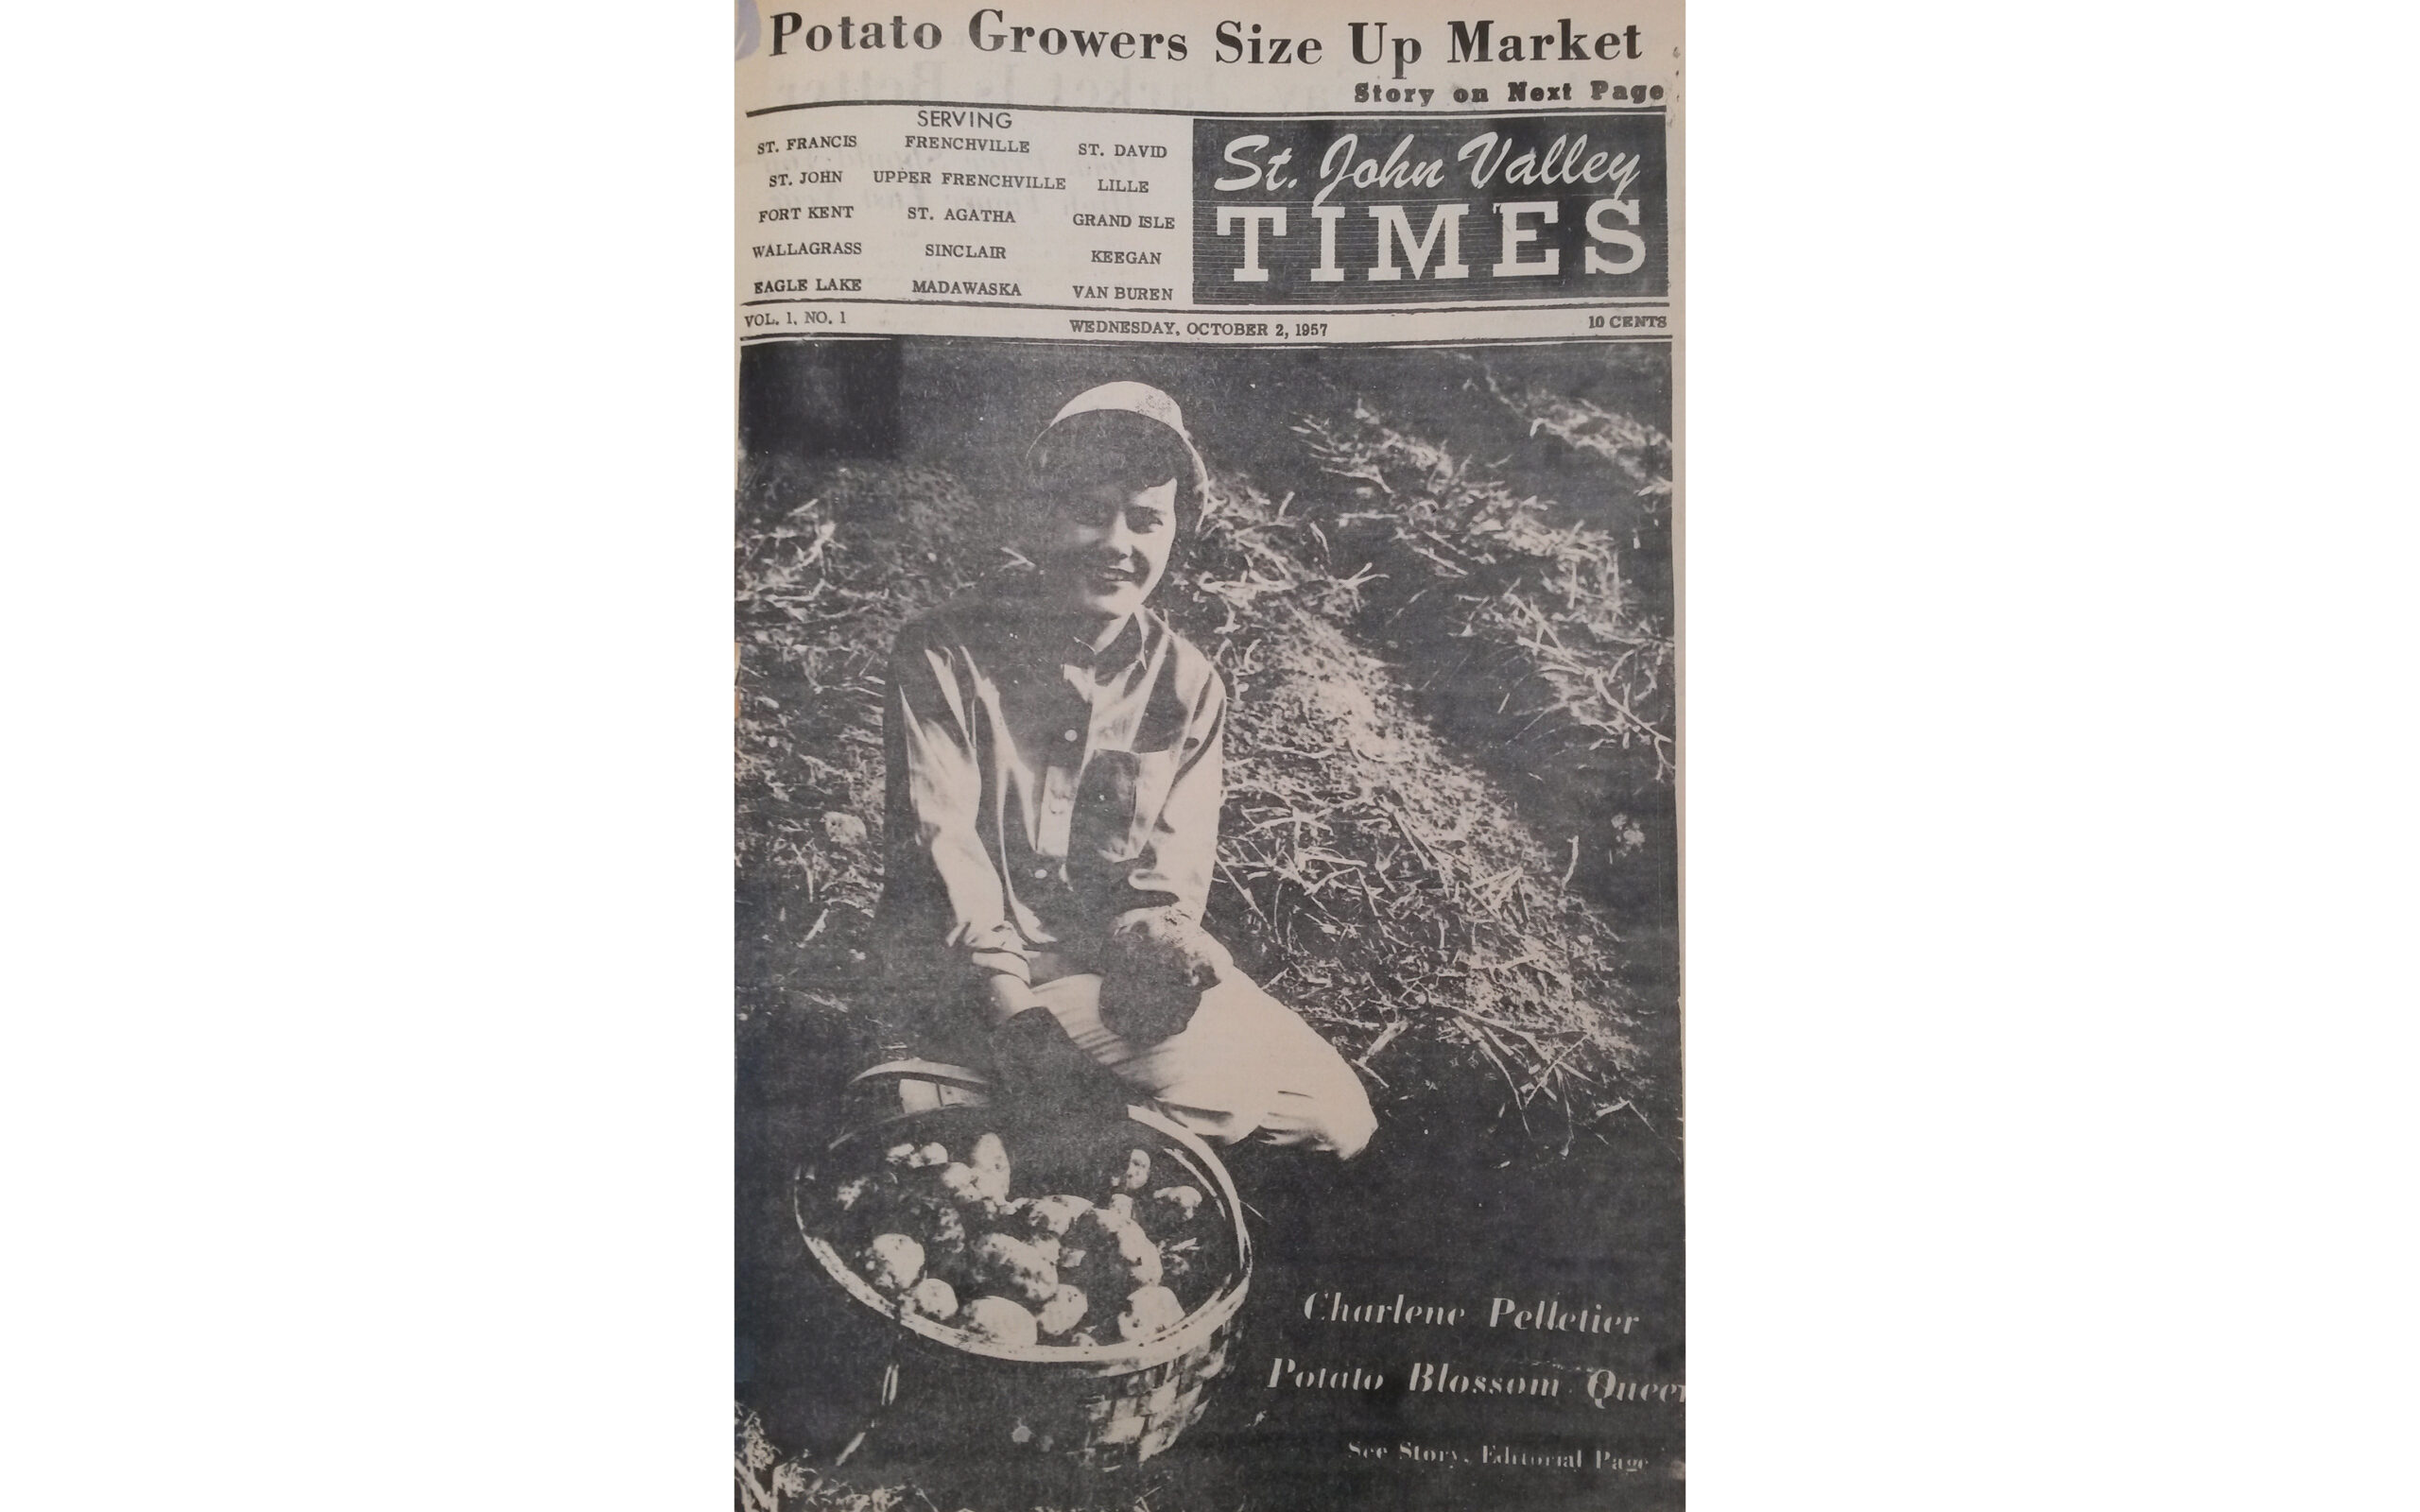 Potato Growers Size Up Market
Story on Next Page
SERVING
ST. FRANCIS FRENCHVILLE ST. DAVID
ST. JOHN UPPER FRENCHVILLE LILLE
FORT KENT ST. AGATHA GRAND ISLE
WALLAGRASS SINCLAIR KEEGAN
EAGLE LAKE MADAWASKA VAN BUREN
St. John Valley
TIMES
VOL. 1, NO. 1 WEDNESDAY, OCTOBER 2, 1957 10 CENTS
Charlene Pelletier
Potato Blossom Queen
See Story, Editorial Page